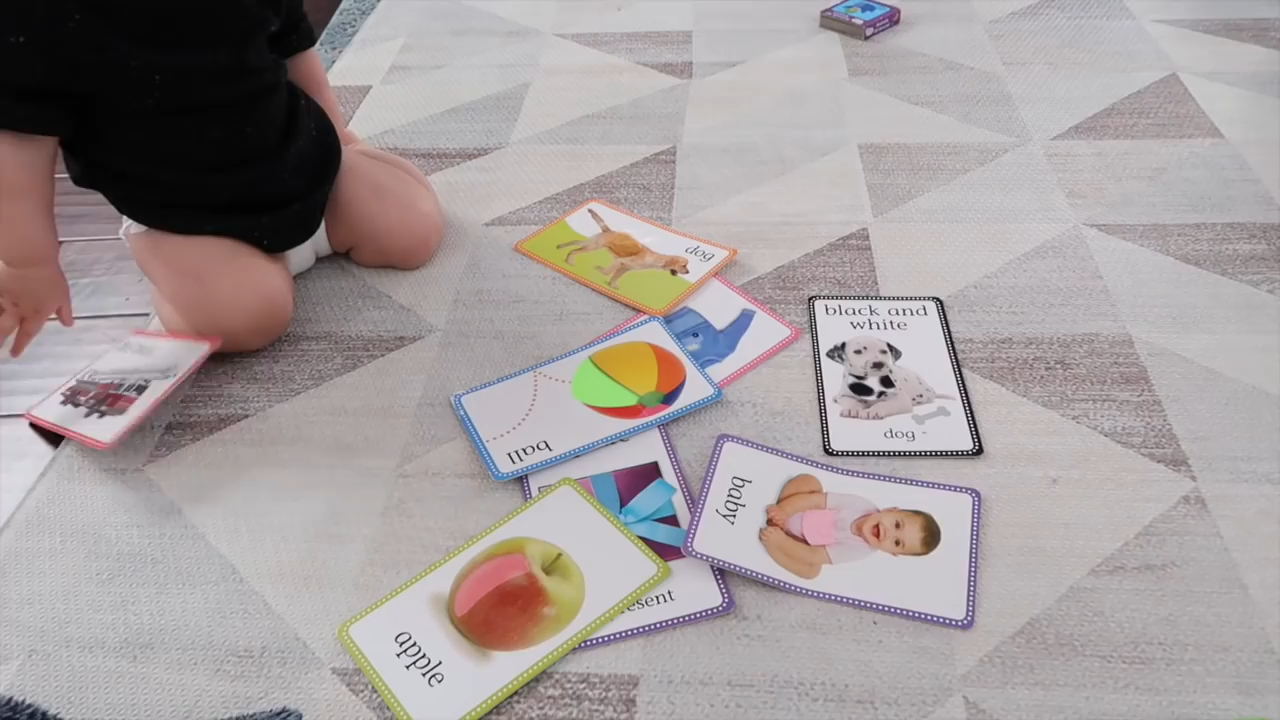 dog
black and
white
dog
ball
baby
esent
apple